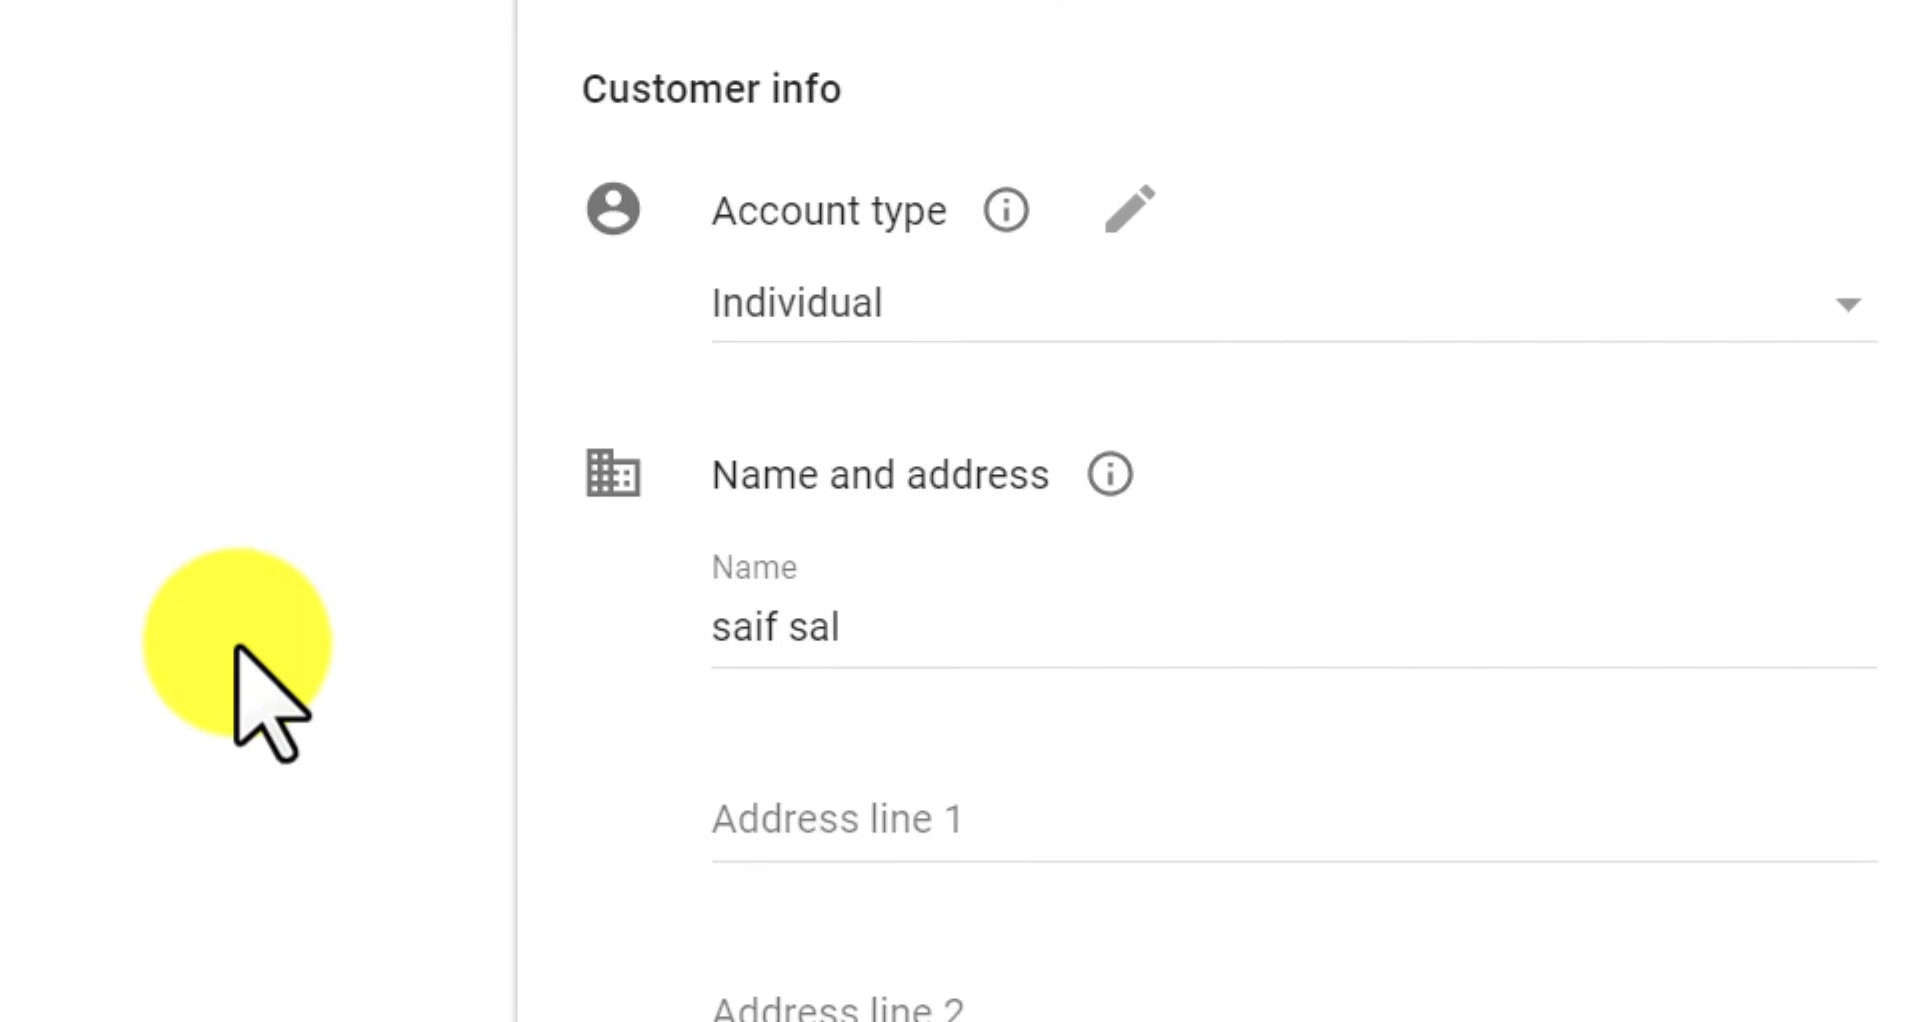 Customer info
Account type
Individual
Name and address
Name
saif sal
Address line 1
Address line 2